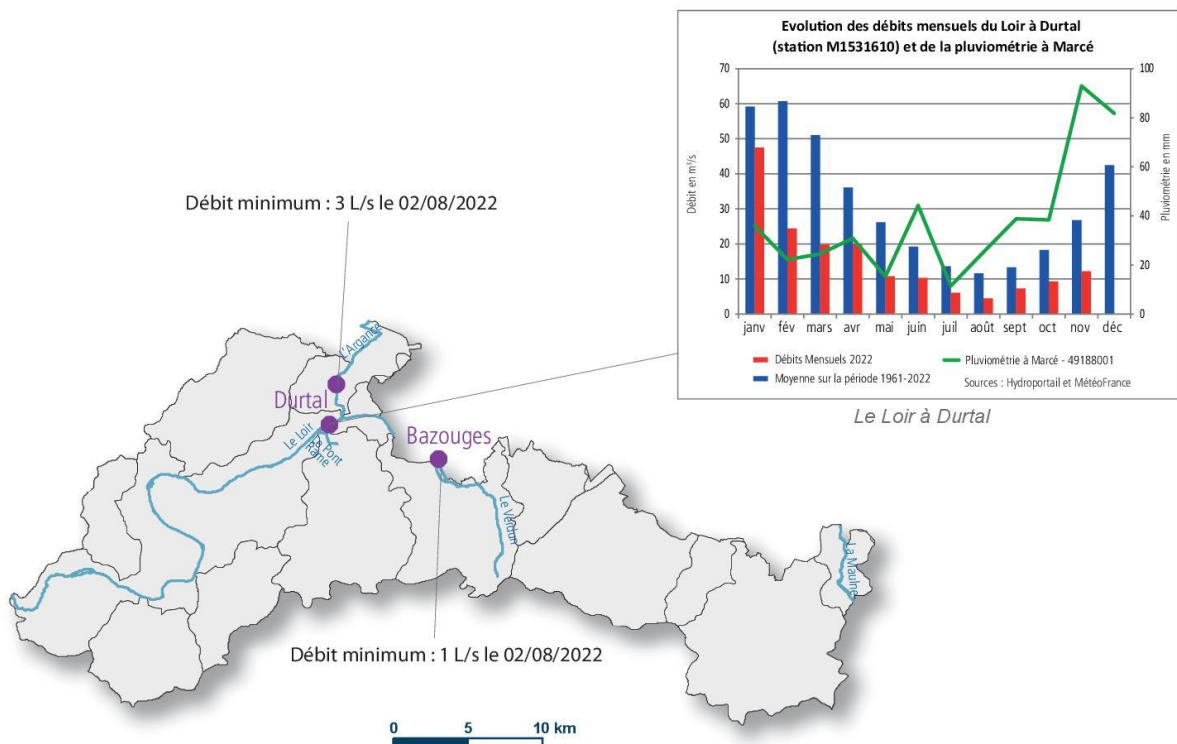 Evolution des débits mensuels du Loir à Durtal
(station M1531610) et de la pluviométrie à Marcé
70
60
50
40
30
20
10
0
Débit en m³/s
100
80
60
40
20
0
Pluviométrie en mm
janv fév mars avr mai juin juil août sept oct nov déc
Débits Mensuels 2022
Pluviométrie à Marcé - 49188001
Moyenne sur la période 1961-2022
Sources : Hydroportail et MétéoFrance
Le Loir à Durtal
Débit minimum : 3 L/s le 02/08/2022
L'Argance
Durtal
Le Loir
Le Pont
Rame
Bazouges
Le Verdun
La Maulne
Débit minimum : 1 L/s le 02/08/2022
0 5 10 km